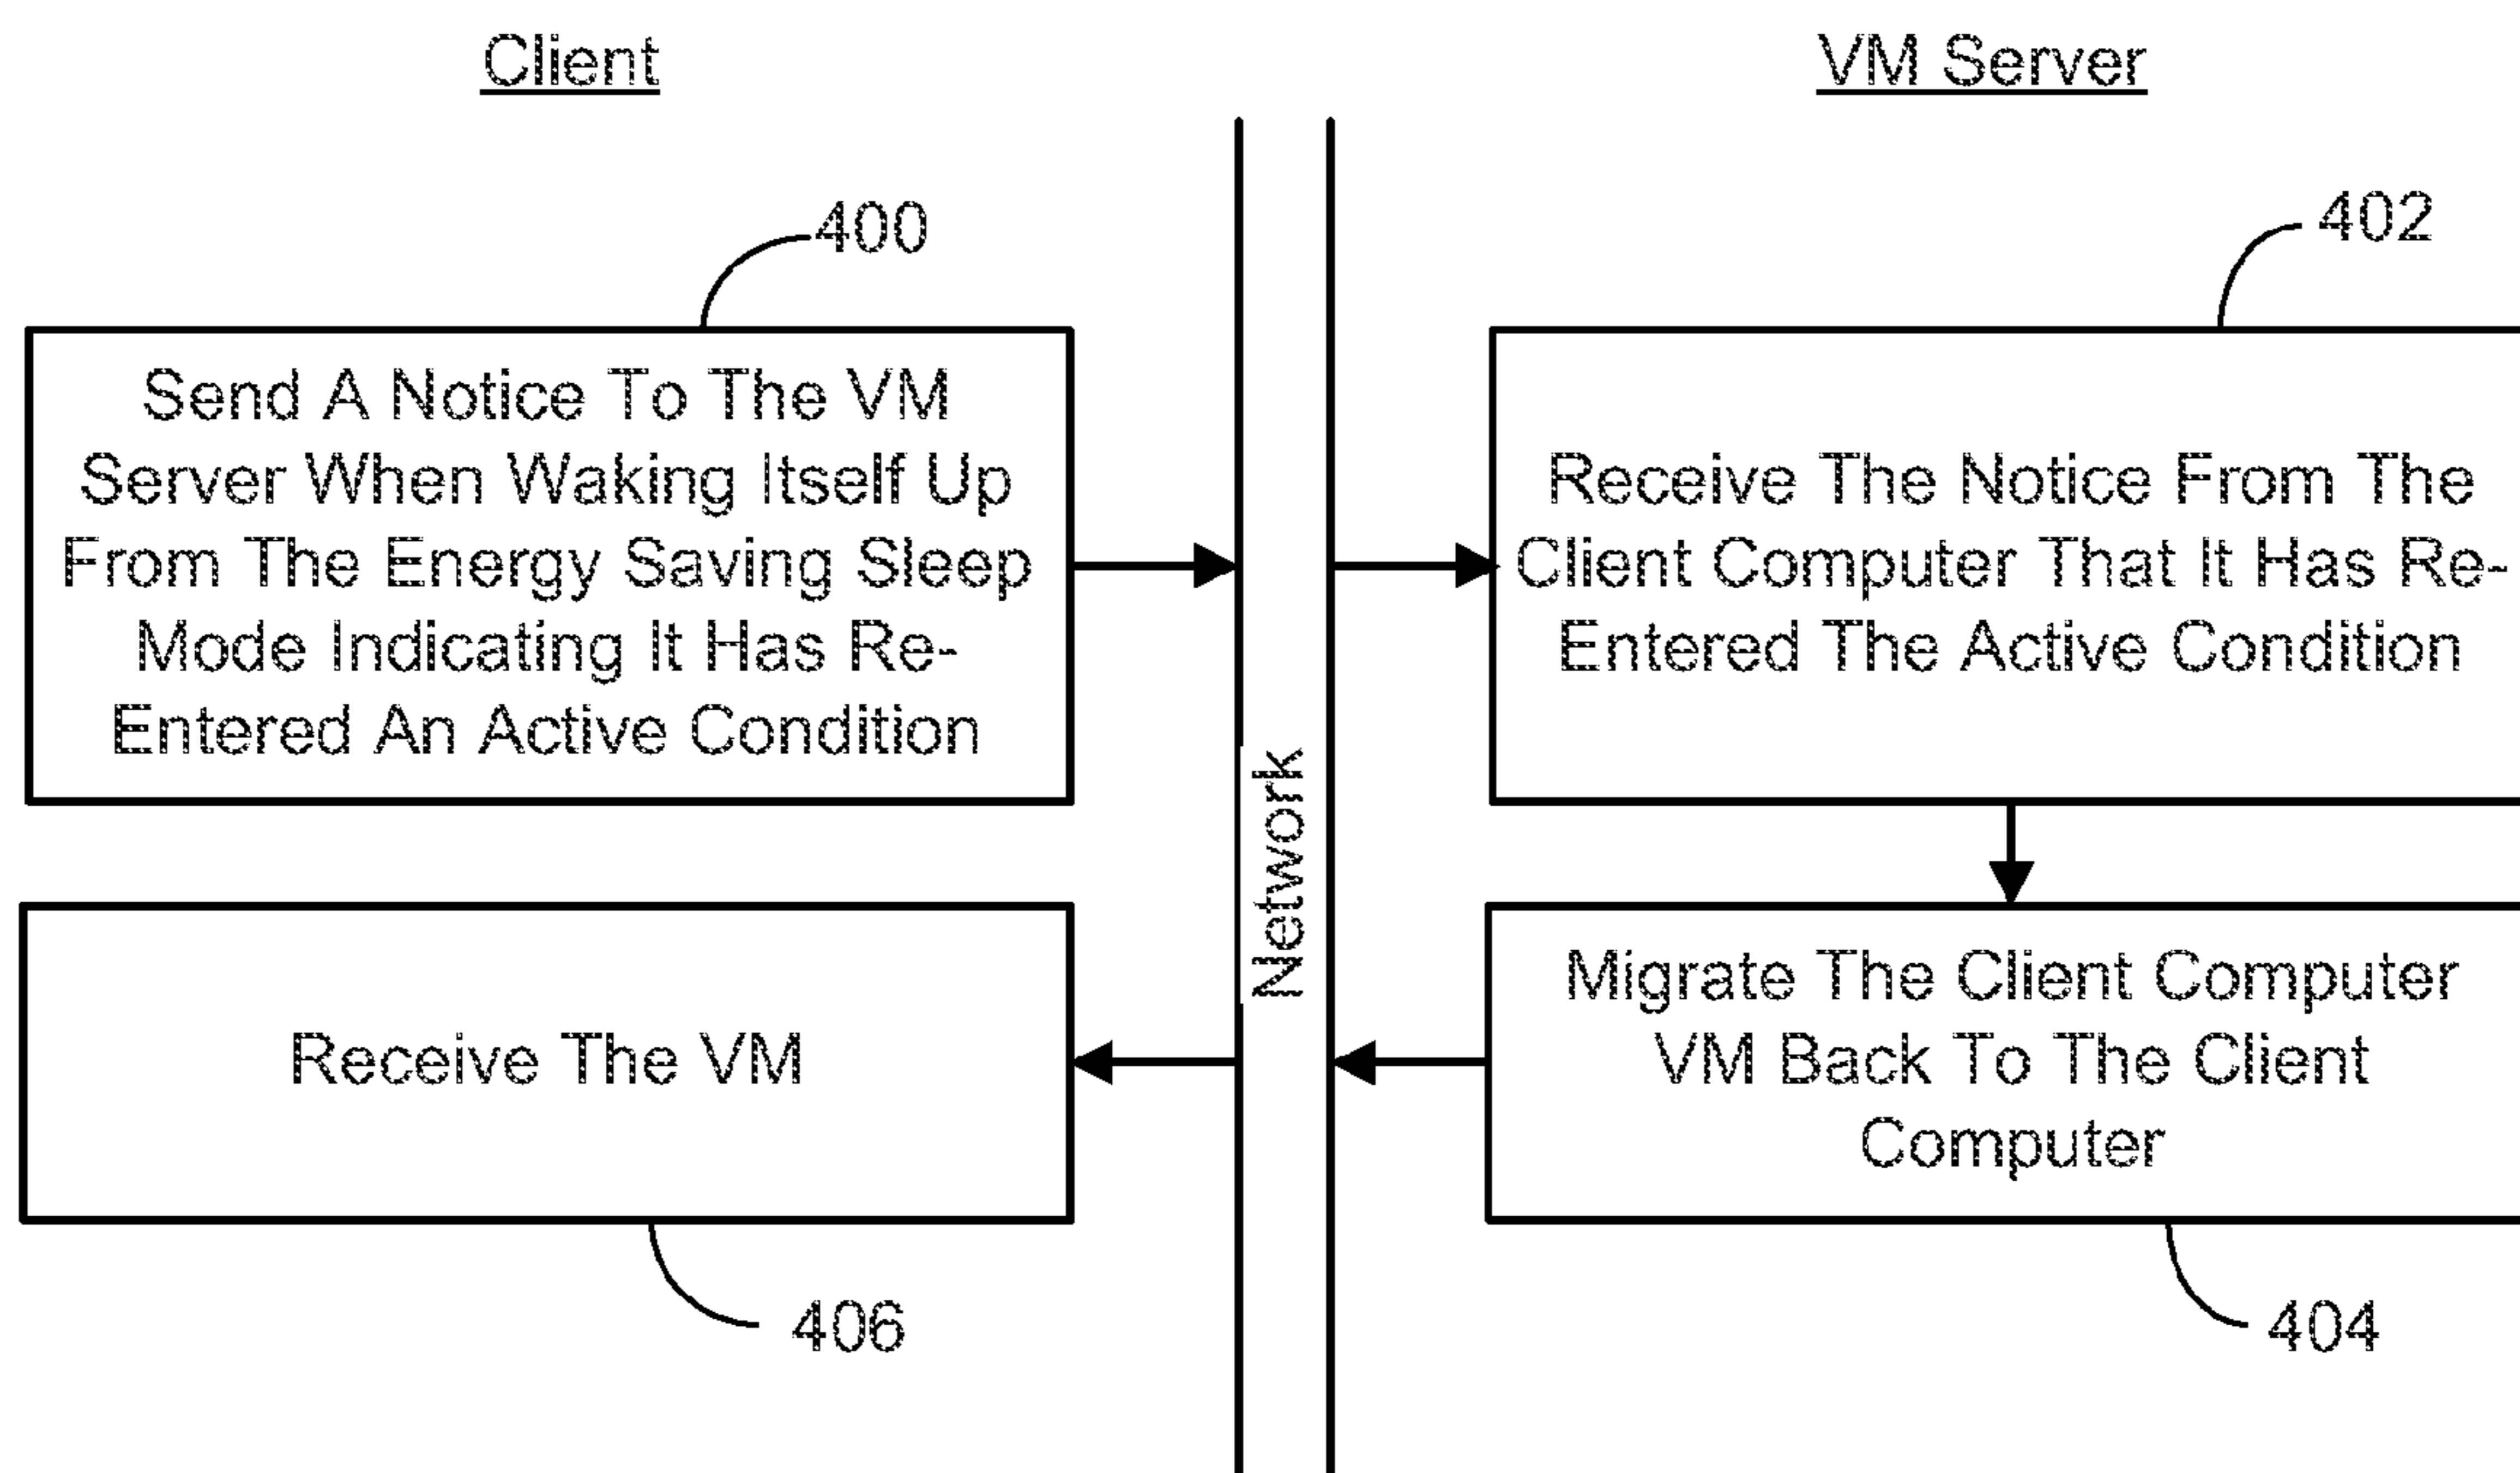 Client
VM Server
400
402
Send A Notice To The VM
Server When Waking Itself Up
From The Energy Saving Sleep
Mode Indicating It Has Re-
Entered An Active Condition
Receive The Notice From The
Client Computer That It Has Re-
Entered The Active Condition
Network
Receive The VM
Migrate The Client Computer
VM Back To The Client
Computer
406
404